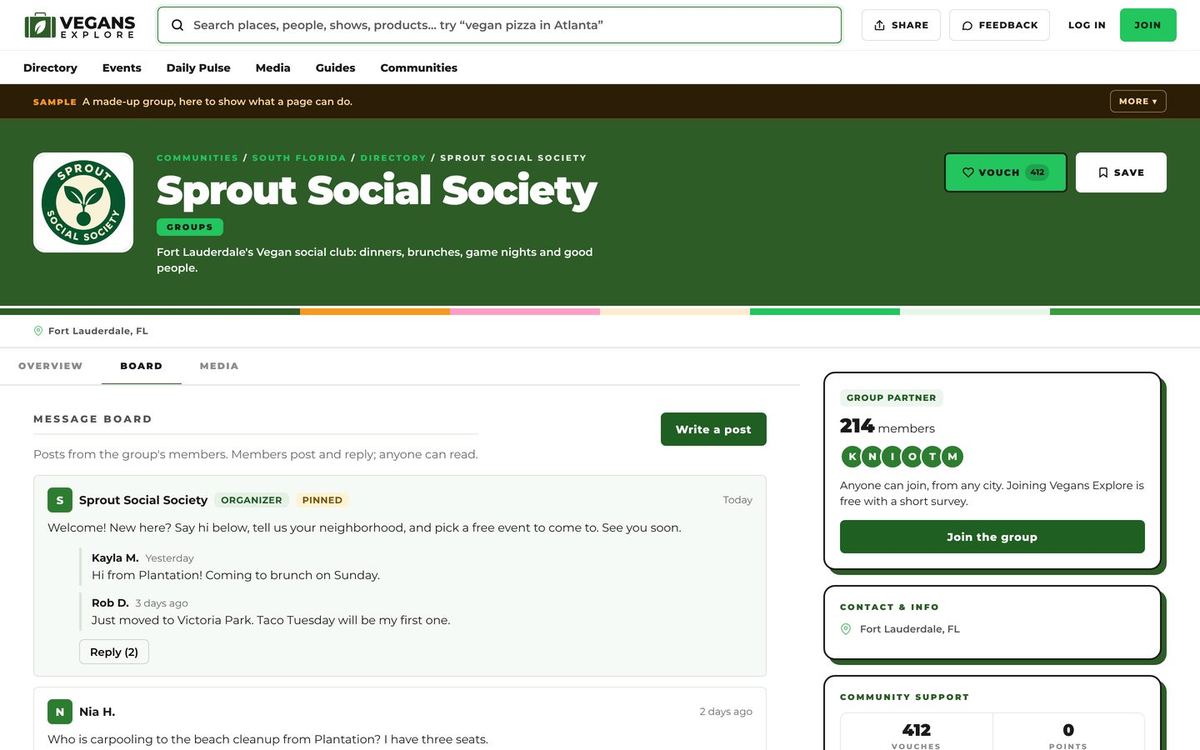 VEGANS
EXPLORE
Search places, people, shows, products... try “vegan pizza in Atlanta”
SHARE
FEEDBACK
LOG IN
JOIN
Directory
Events
Daily Pulse
Media
Guides
Communities
SAMPLE A made-up group, here to show what a page can do.
MORE ▾
SPROUT
SOCIAL SOCIETY
COMMUNITIES / SOUTH FLORIDA / DIRECTORY / SPROUT SOCIAL SOCIETY
Sprout Social Society
GROUPS
Fort Lauderdale's Vegan social club: dinners, brunches, game nights and good
people.
VOUCH 412
SAVE
Fort Lauderdale, FL
OVERVIEW
BOARD
MEDIA
MESSAGE BOARD
Posts from the group's members. Members post and reply; anyone can read.
Write a post
S Sprout Social Society ORGANIZER PINNED Today
Welcome! New here? Say hi below, tell us your neighborhood, and pick a free event to come to. See you soon.
Kayla M. Yesterday
Hi from Plantation! Coming to brunch on Sunday.
Rob D. 3 days ago
Just moved to Victoria Park. Taco Tuesday will be my first one.
Reply (2)
N Nia H. 2 days ago
Who is carpooling to the beach cleanup from Plantation? I have three seats.
GROUP PARTNER
214 members
K N I O T M
Anyone can join, from any city. Joining Vegans Explore is
free with a short survey.
Join the group
CONTACT & INFO
Fort Lauderdale, FL
COMMUNITY SUPPORT
412
VOUCHES
0
POINTS